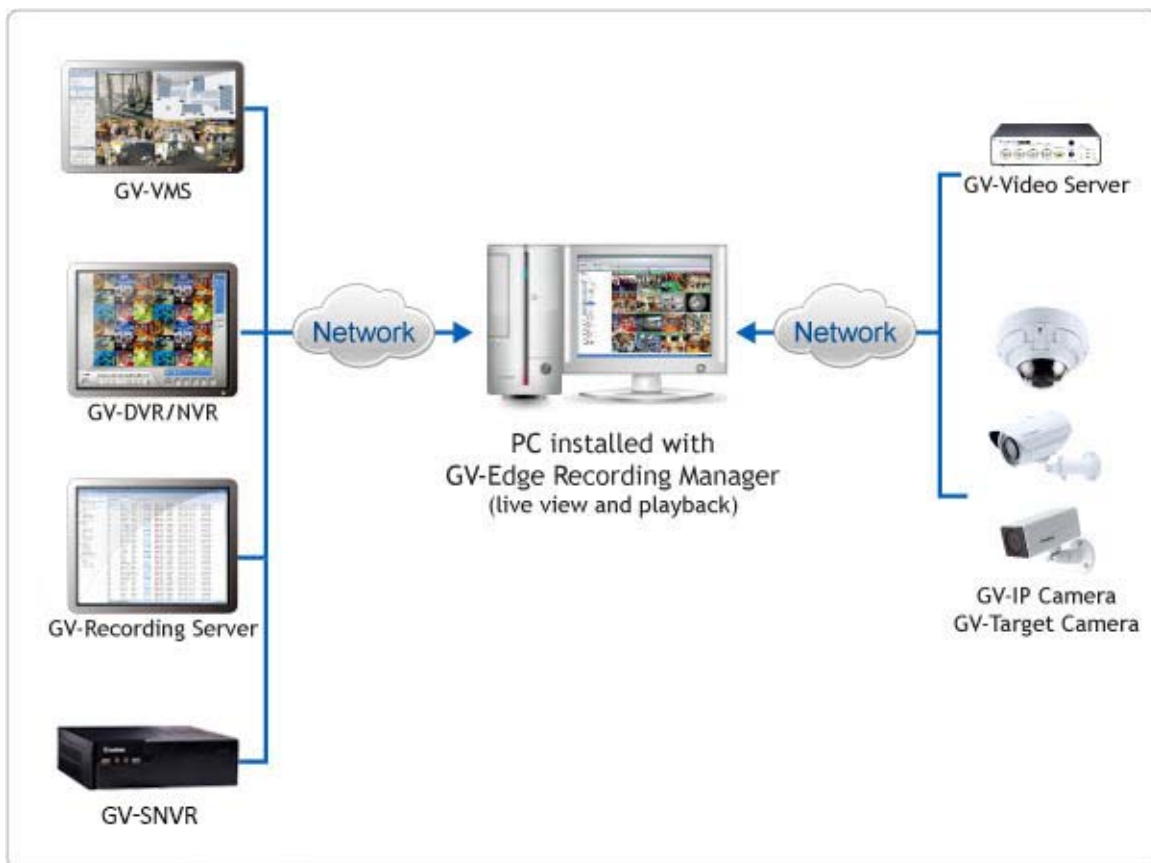 GV-VMS
GV-DVR/NVR
GV-Recording Server
GV-SNVR
Network
PC installed with
GV-Edge Recording Manager
(live view and playback)
Network
GV-Video Server
GV-IP Camera
GV-Target Camera